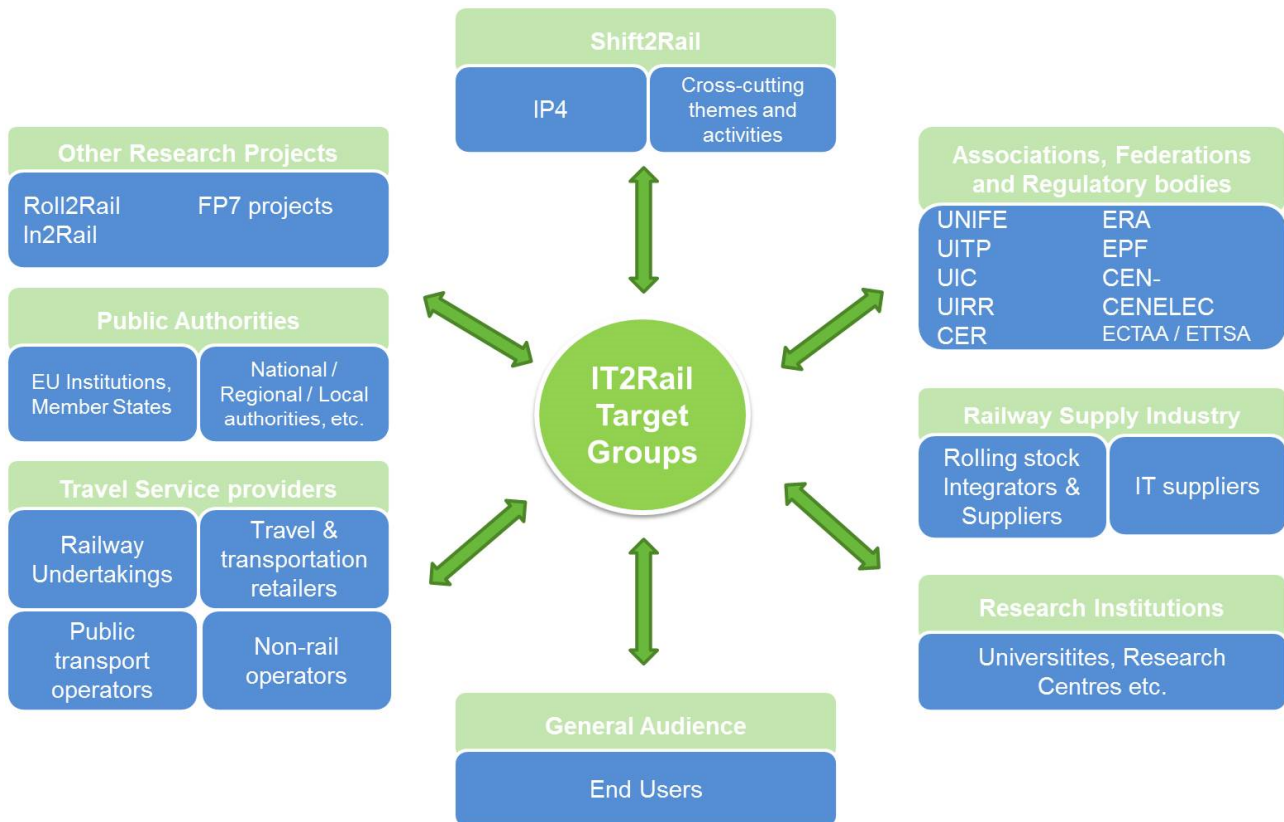 Shift2Rail
IP4
Cross-cutting
themes and
activities
Other Research Projects
Roll2Rail
In2Rail
FP7 projects
Public Authorities
EU Institutions,
Member States
National /
Regional / Local
authorities, etc.
Travel Service providers
Railway
Undertakings
Travel &
transportation
retailers
Public
transport
operators
Non-rail
operators
IT2Rail
Target
Groups
Associations, Federations
and Regulatory bodies
UNIFE
UITP
UIC
UIRR
CER
ERA
EPF
CEN-
CENELEC
ECTAA / ETTSA
Railway Supply Industry
Rolling stock
Integrators &
Suppliers
IT suppliers
Research Institutions
Universitites, Research
Centres etc.
General Audience
End Users